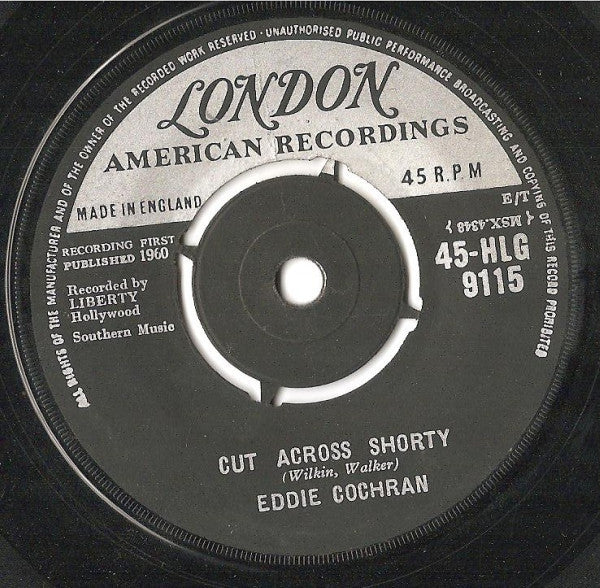 ALL RIGHTS OF THE MANUFACTURER AND OF THE OWNER OF THE RECORDED WORK RESERVED · UNAUTHORISED PUBLIC PERFORMANCE BROADCASTING AND COPYING OF THIS RECORD PROHIBITED
LONDON
AMERICAN RECORDINGS
45 R.P.M
MADE IN ENGLAND
E/T
RECORDING FIRST
PUBLISHED 1960
{ MSX.4348 }
45-HLG
9115
Recorded by
LIBERTY
Hollywood
Southern Music
CUT ACROSS SHORTY
(Wilkin, Walker)
EDDIE COCHRAN